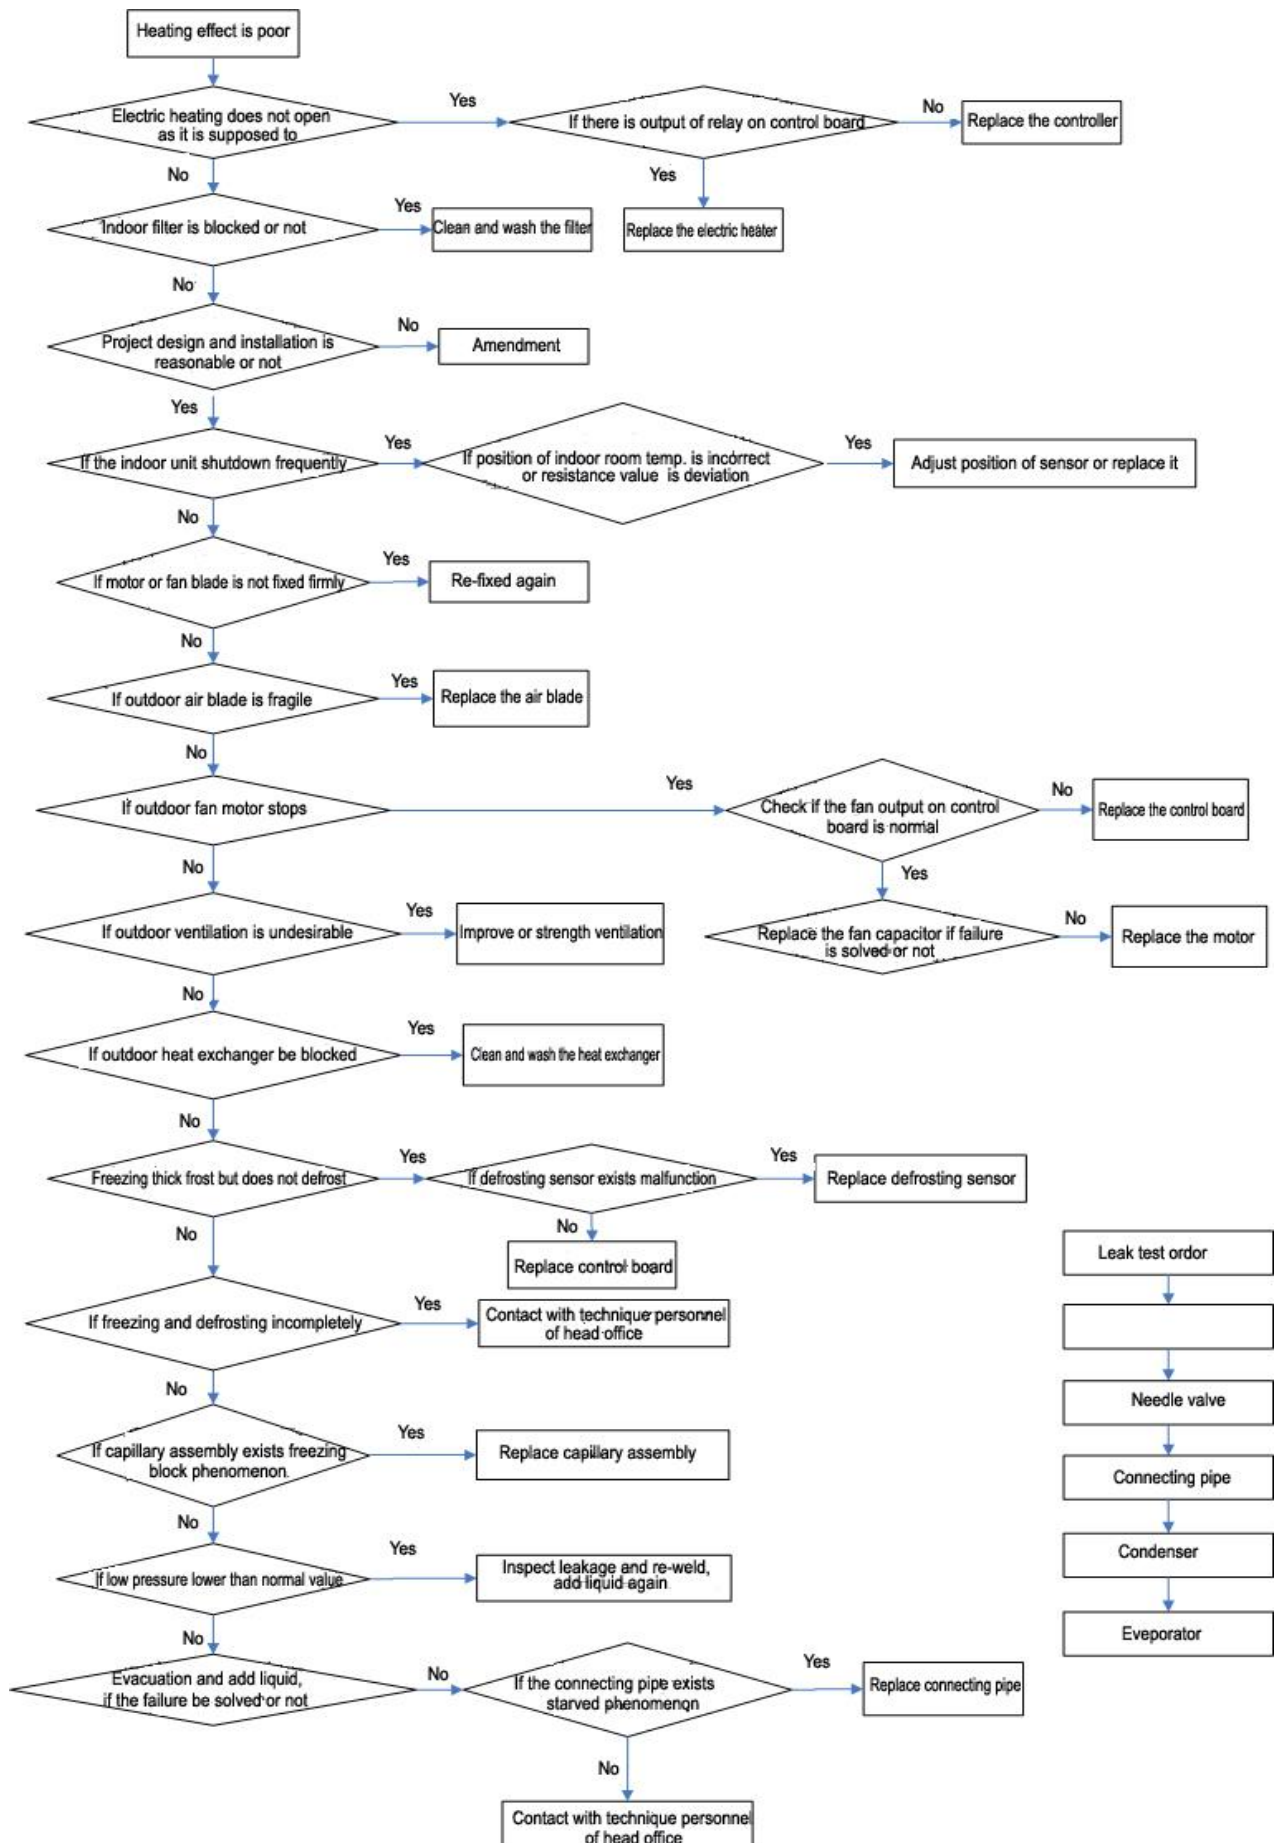 Heating effect is poor
Electric heating does not open
as it is supposed to
Yes
If there is output of relay on control board
No
Replace the controller
No
Yes
Indoor filter is blocked or not
Yes
Clean and wash the filter
Replace the electric heater
No
Project design and installation is
reasonable or not
No
Amendment
Yes
If the indoor unit shutdown frequently
Yes
If position of indoor room temp. is incorrect
or resistance value is deviation
Yes
Adjust position of sensor or replace it
No
If motor or fan blade is not fixed firmly
Yes
Re-fixed again
No
If outdoor air blade is fragile
Yes
Replace the air blade
No
If outdoor fan motor stops
Yes
Check if the fan output on control
board is normal
No
Replace the control board
No
Yes
If outdoor ventilation is undesirable
Yes
Improve or strength ventilation
Replace the fan capacitor if failure
is solved or not
No
Replace the motor
No
If outdoor heat exchanger be blocked
Yes
Clean and wash the heat exchanger
No
Freezing thick frost but does not defrost
Yes
If defrosting sensor exists malfunction
Yes
Replace defrosting sensor
No
No
Replace control board
Leak test ordor
If freezing and defrosting incompletely
Yes
Contact with technique personnel
of head office
No
Needle valve
If capillary assembly exists freezing
block phenomenon.
Yes
Replace capillary assembly
Connecting pipe
No
Condenser
If low pressure lower than normal value
Yes
Inspect leakage and re-weld,
add liquid again
Eveporator
No
Evacuation and add liquid,
if the failure be solved or not
No
If the connecting pipe exists
starved phenomenon
Yes
Replace connecting pipe
No
Contact with technique personnel
of head office